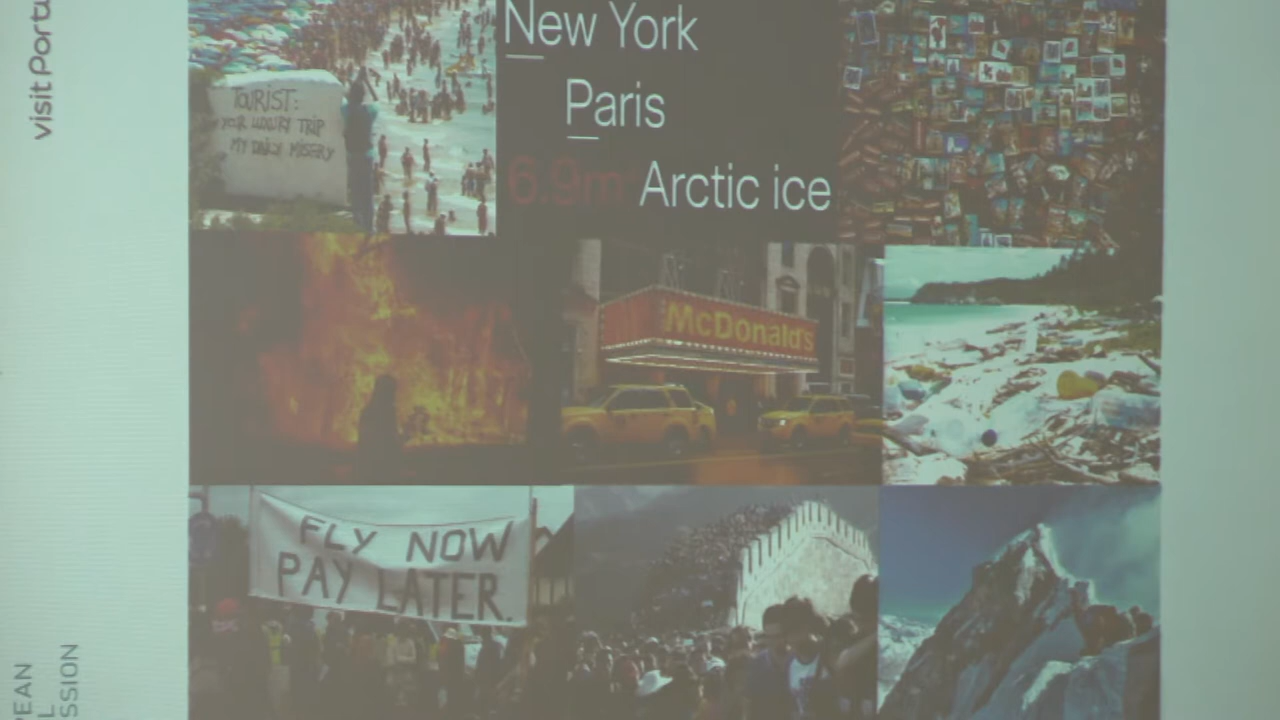 visit Portu
New York
Paris
6.9m² Arctic ice
TOURIST:
YOUR LUXURY TRIP
MY DAILY MISERY
McDonald's
FLY NOW
PAY LATER.
PEAN
L
SSION